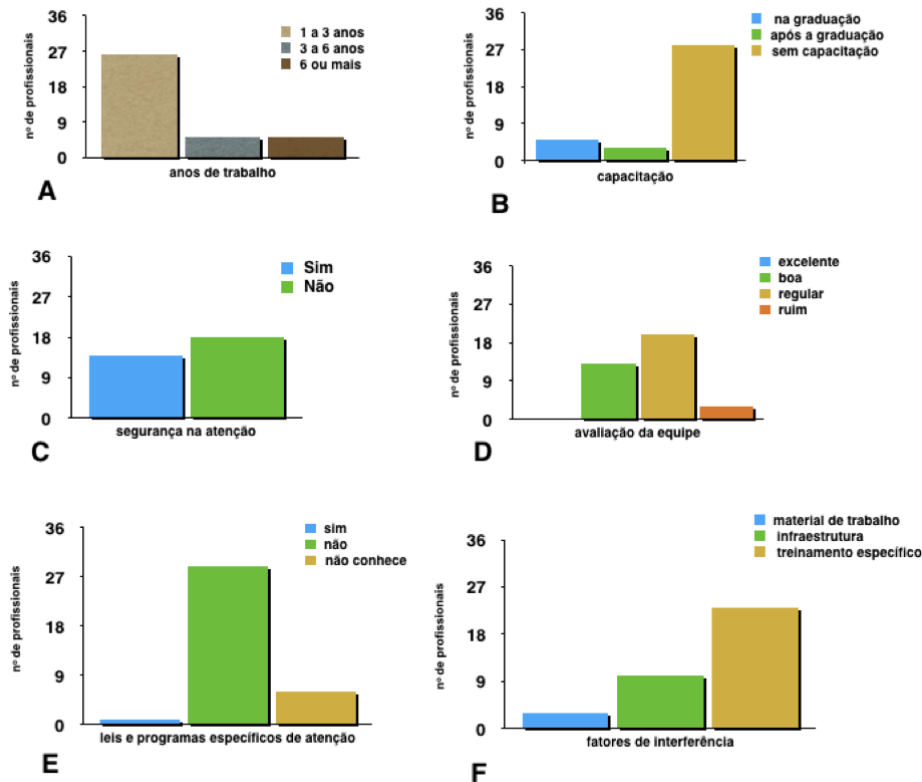 36
27
18
9
0
nº de profissionais
1 a 3 anos
3 a 6 anos
6 ou mais
anos de trabalho
A
36
27
18
9
0
nº de profissionais
na graduação
após a graduação
sem capacitação
capacitação
B
36
27
18
9
0
nº de profissionais
Sim
Não
segurança na atenção
C
36
27
18
9
0
nº de profissionais
excelente
boa
regular
ruim
avaliação da equipe
D
36
27
18
9
0
nº de profissionais
sim
não
não conhece
leis e programas específicos de atenção
E
36
27
18
9
0
nº de profissionais
material de trabalho
infraestrutura
treinamento específico
fatores de interferência
F